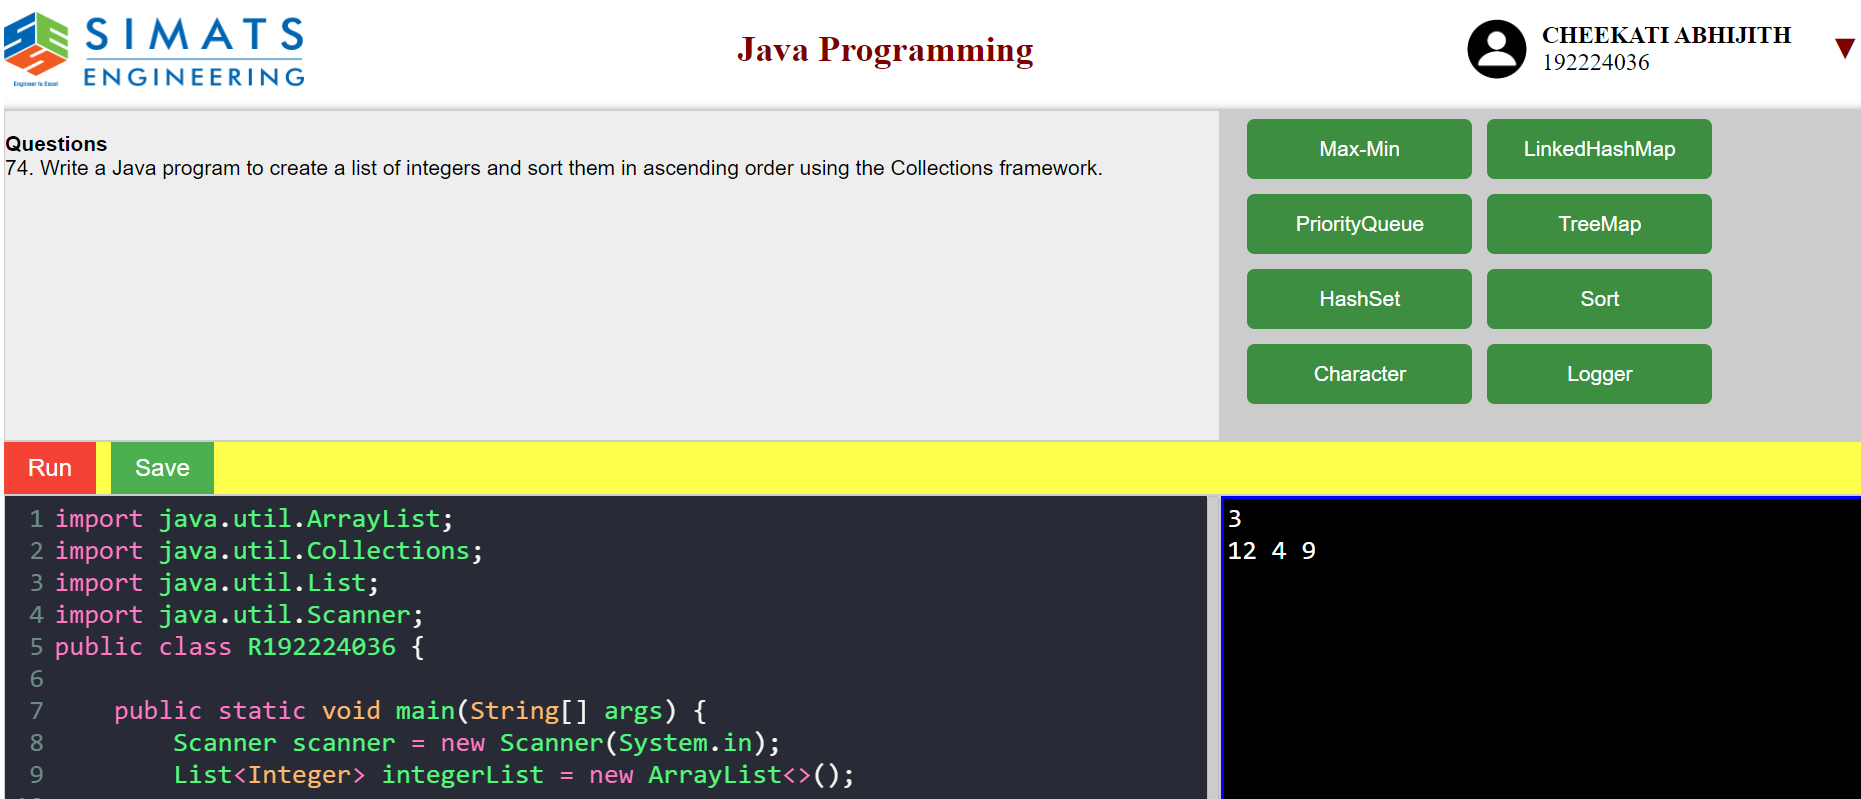 SIMATS
ENGINEERING
Engineer to Excel
Java Programming
CHEEKATI ABHIJITH
192224036
Questions
74. Write a Java program to create a list of integers and sort them in ascending order using the Collections framework.
Max-Min
LinkedHashMap
PriorityQueue
TreeMap
HashSet
Sort
Character
Logger
Run
Save
1 import java.util.ArrayList;
2 import java.util.Collections;
3 import java.util.List;
4 import java.util.Scanner;
5 public class R192224036 {
6
7     public static void main(String[] args) {
8         Scanner scanner = new Scanner(System.in);
9         List<Integer> integerList = new ArrayList<>();
3
12 4 9